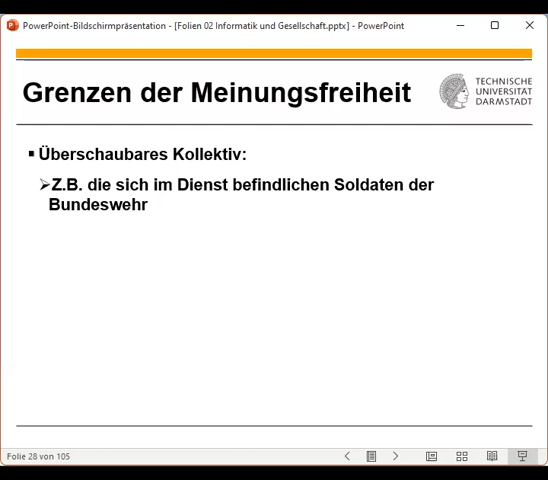 PowerPoint-Bildschirmpräsentation - [Folien 02 Informatik und Gesellschaft.pptx] - PowerPoint
Grenzen der Meinungsfreiheit
TECHNISCHE
UNIVERSITÄT
DARMSTADT
▪ Überschaubares Kollektiv:
➢Z.B. die sich im Dienst befindlichen Soldaten der
Bundeswehr
Folie 28 von 105